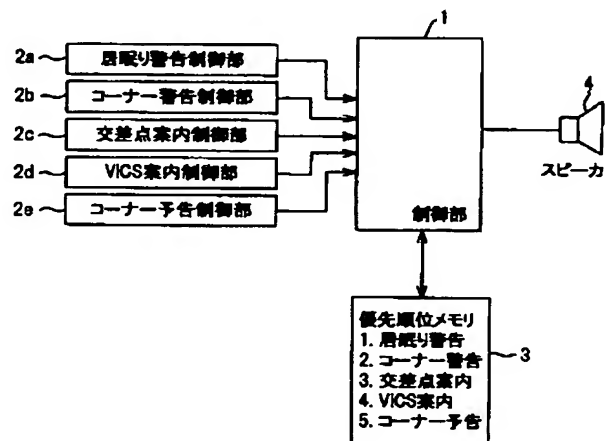 1
2a 居眠り警告制御部
2b コーナー警告制御部
2c 交差点案内制御部
2d VICS案内制御部
2e コーナー予告制御部
制御部
4
スピーカ
優先順位メモリ
1. 居眠り警告
2. コーナー警告
3. 交差点案内
4. VICS案内
5. コーナー予告
3